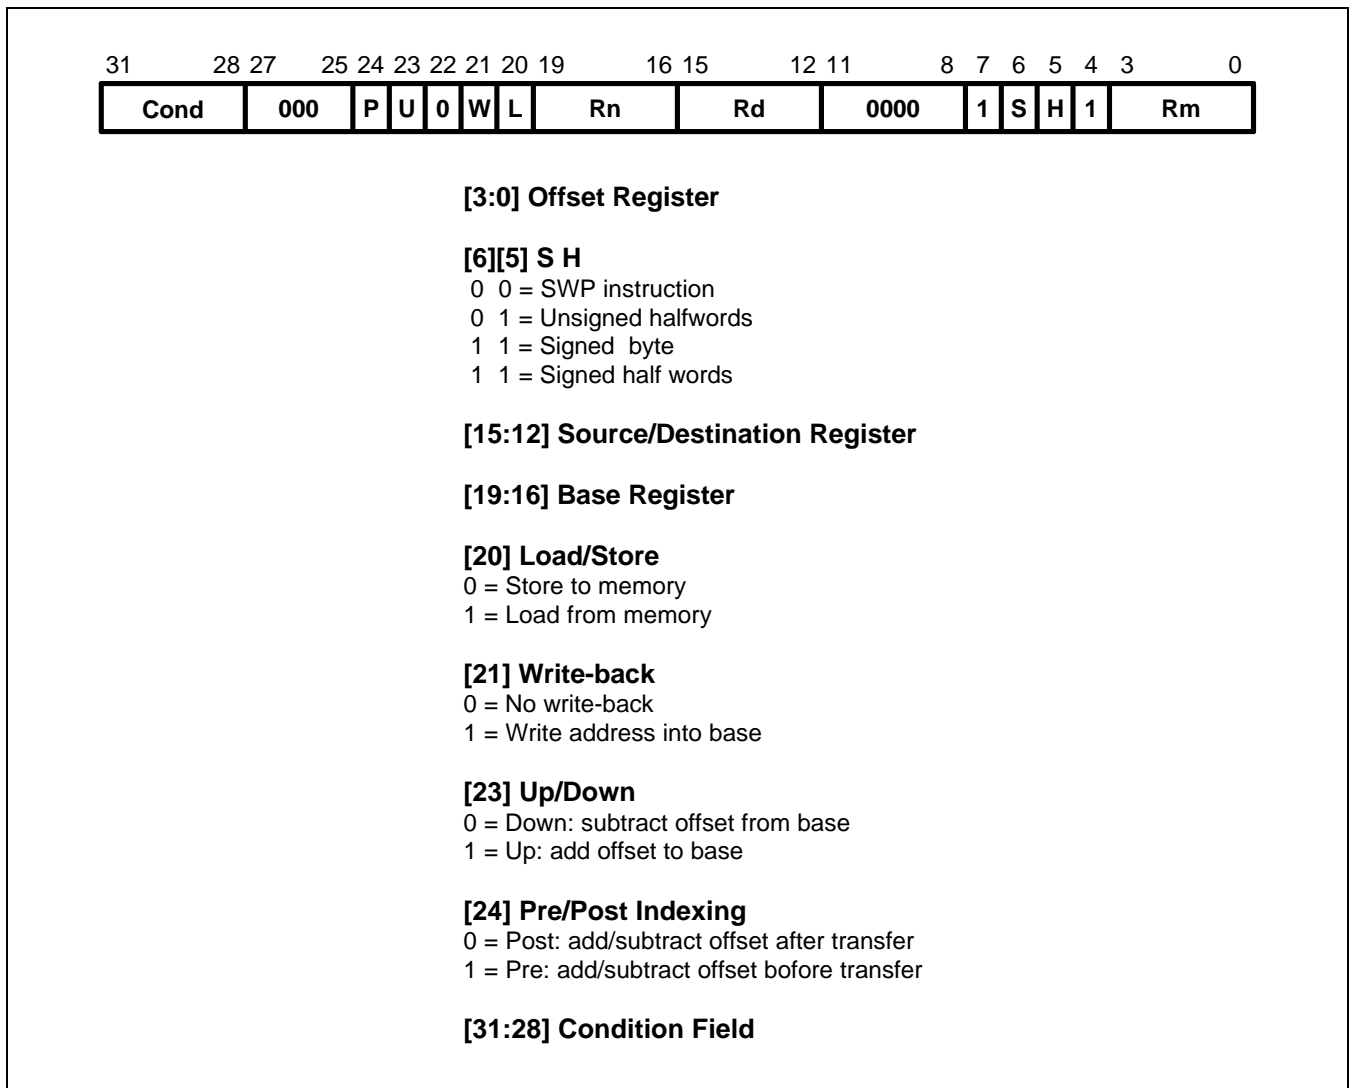 31 28 27 25 24 23 22 21 20 19 16 15 12 11 8 7 6 5 4 3 0
Cond 000 P U 0 W L Rn Rd 0000 1 S H 1 Rm
[3:0] Offset Register
[6][5] S H
0 0 = SWP instruction
0 1 = Unsigned halfwords
1 1 = Signed byte
1 1 = Signed half words
[15:12] Source/Destination Register
[19:16] Base Register
[20] Load/Store
0 = Store to memory
1 = Load from memory
[21] Write-back
0 = No write-back
1 = Write address into base
[23] Up/Down
0 = Down: subtract offset from base
1 = Up: add offset to base
[24] Pre/Post Indexing
0 = Post: add/subtract offset after transfer
1 = Pre: add/subtract offset bofore transfer
[31:28] Condition Field